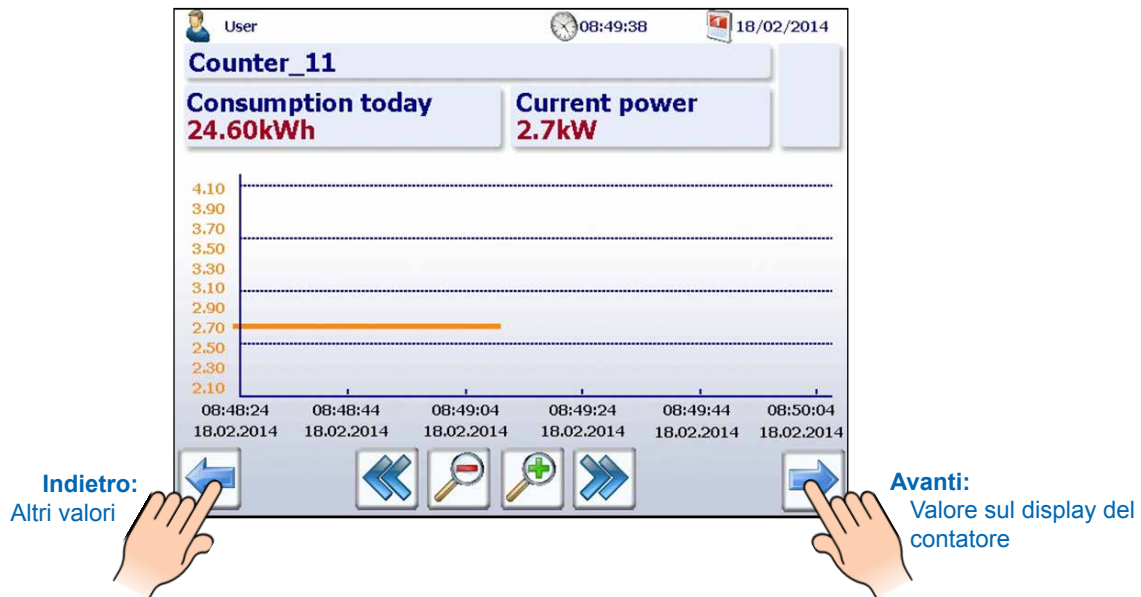 User 08:49:38 18/02/2014
Counter_11
Consumption today Current power
24.60kWh 2.7kW
4.10
3.90
3.70
3.50
3.30
3.10
2.90
2.70
2.50
2.30
2.10
08:48:24 08:48:44 08:49:04 08:49:24 08:49:44 08:50:04
18.02.2014 18.02.2014 18.02.2014 18.02.2014 18.02.2014 18.02.2014
Indietro:
Altri valori
Avanti:
Valore sul display del
contatore